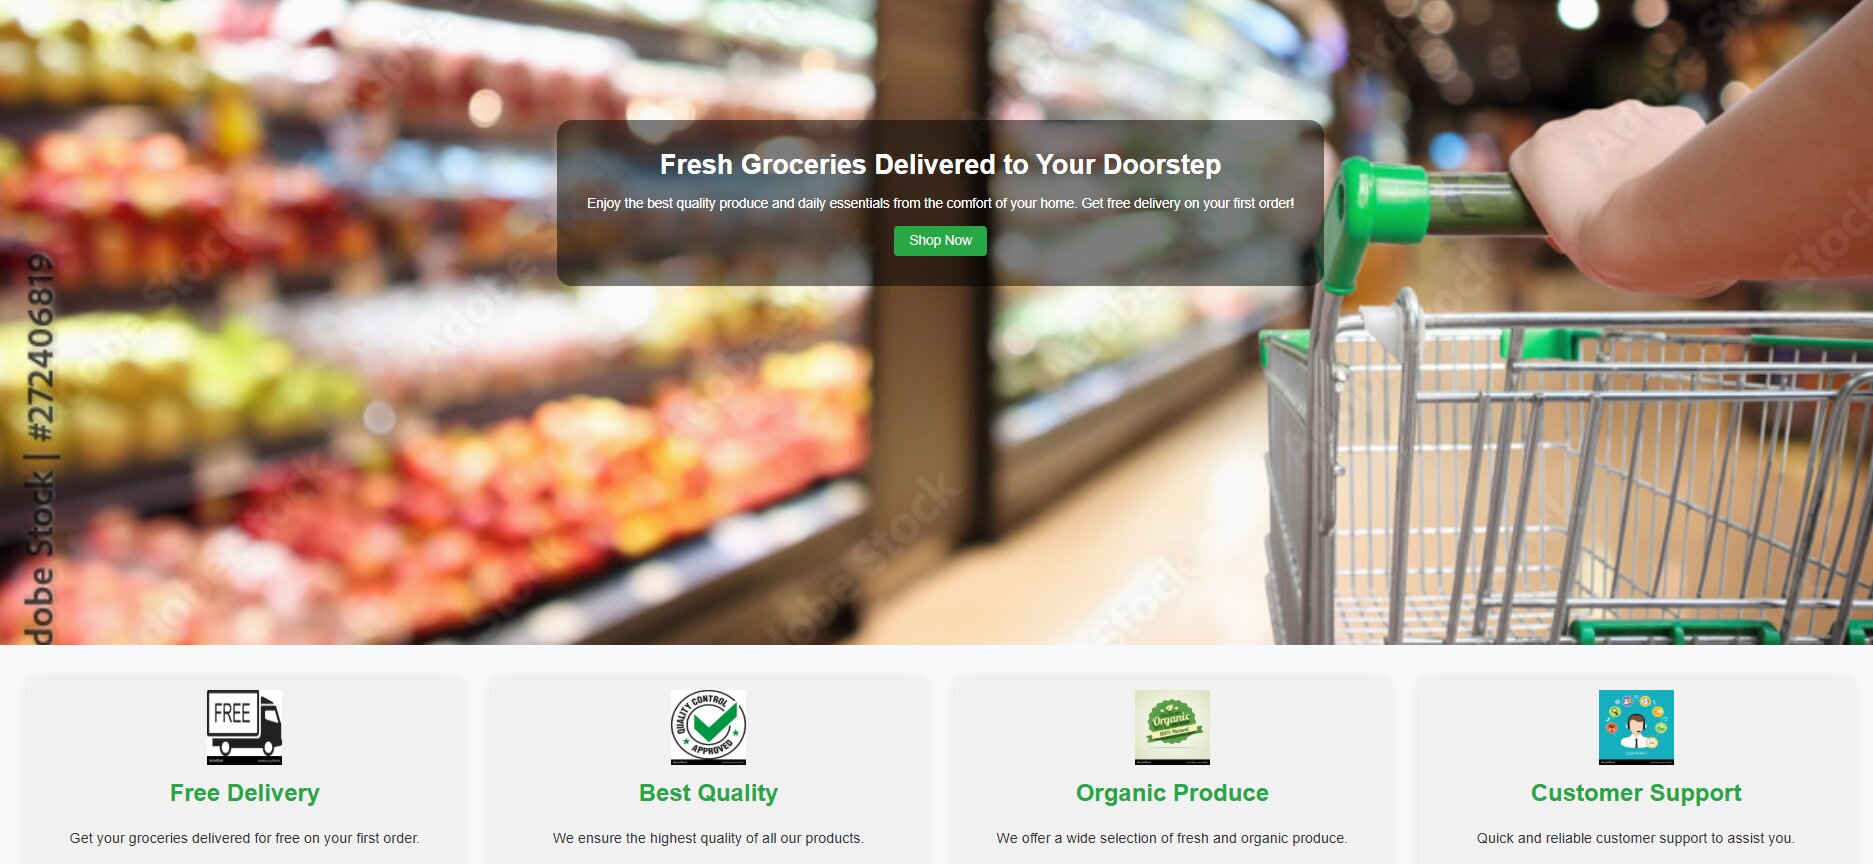 Fresh Groceries Delivered to Your Doorstep
Enjoy the best quality produce and daily essentials from the comfort of your home. Get free delivery on your first order!
Shop Now
dobe Stock | #272406819
Adobe Stock
FREE
QUALITY CONTROL
APPROVED
Organic
100% Natural
SUPPORT
Free Delivery
Best Quality
Organic Produce
Customer Support
Get your groceries delivered for free on your first order.
We ensure the highest quality of all our products.
We offer a wide selection of fresh and organic produce.
Quick and reliable customer support to assist you.